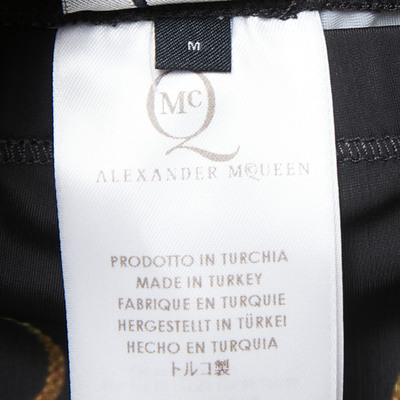 M
McQ
ALEXANDER McQUEEN
PRODOTTO IN TURCHIA
MADE IN TURKEY
FABRIQUE EN TURQUIE
HERGESTELLT IN TÜRKEI
HECHO EN TURQUIA
トルコ製